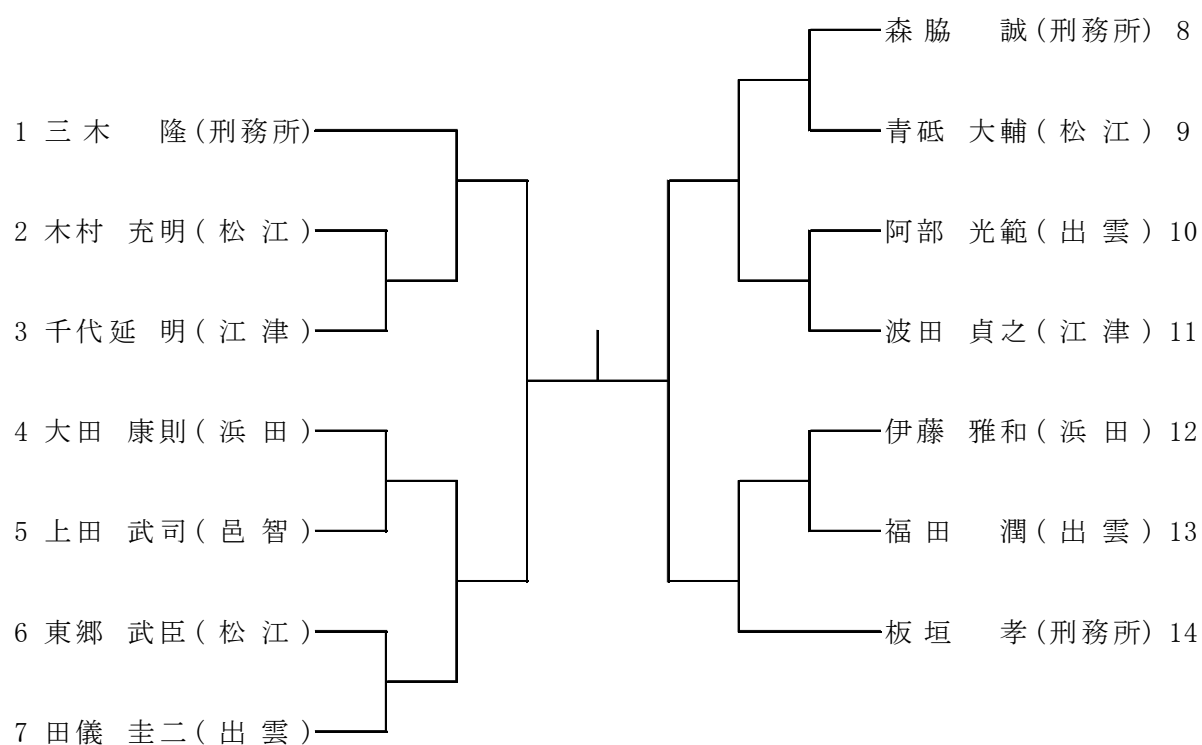 1 三木 隆(刑務所)
2 木村 充明(松江)
3 千代延 明(江津)
4 大田 康則(浜田)
5 上田 武司(邑智)
6 東郷 武臣(松江)
7 田儀 圭二(出雲)
森脇 誠(刑務所) 8
青砥 大輔(松江) 9
阿部 光範(出雲) 10
波田 貞之(江津) 11
伊藤 雅和(浜田) 12
福田 潤(出雲) 13
板垣 孝(刑務所) 14